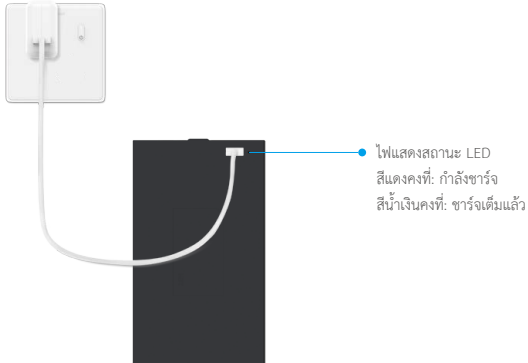 ไฟแสดงสถานะ LED
สีแดงคงที่: กำลังชาร์จ
สีน้ำเงินคงที่: ชาร์จเต็มแล้ว